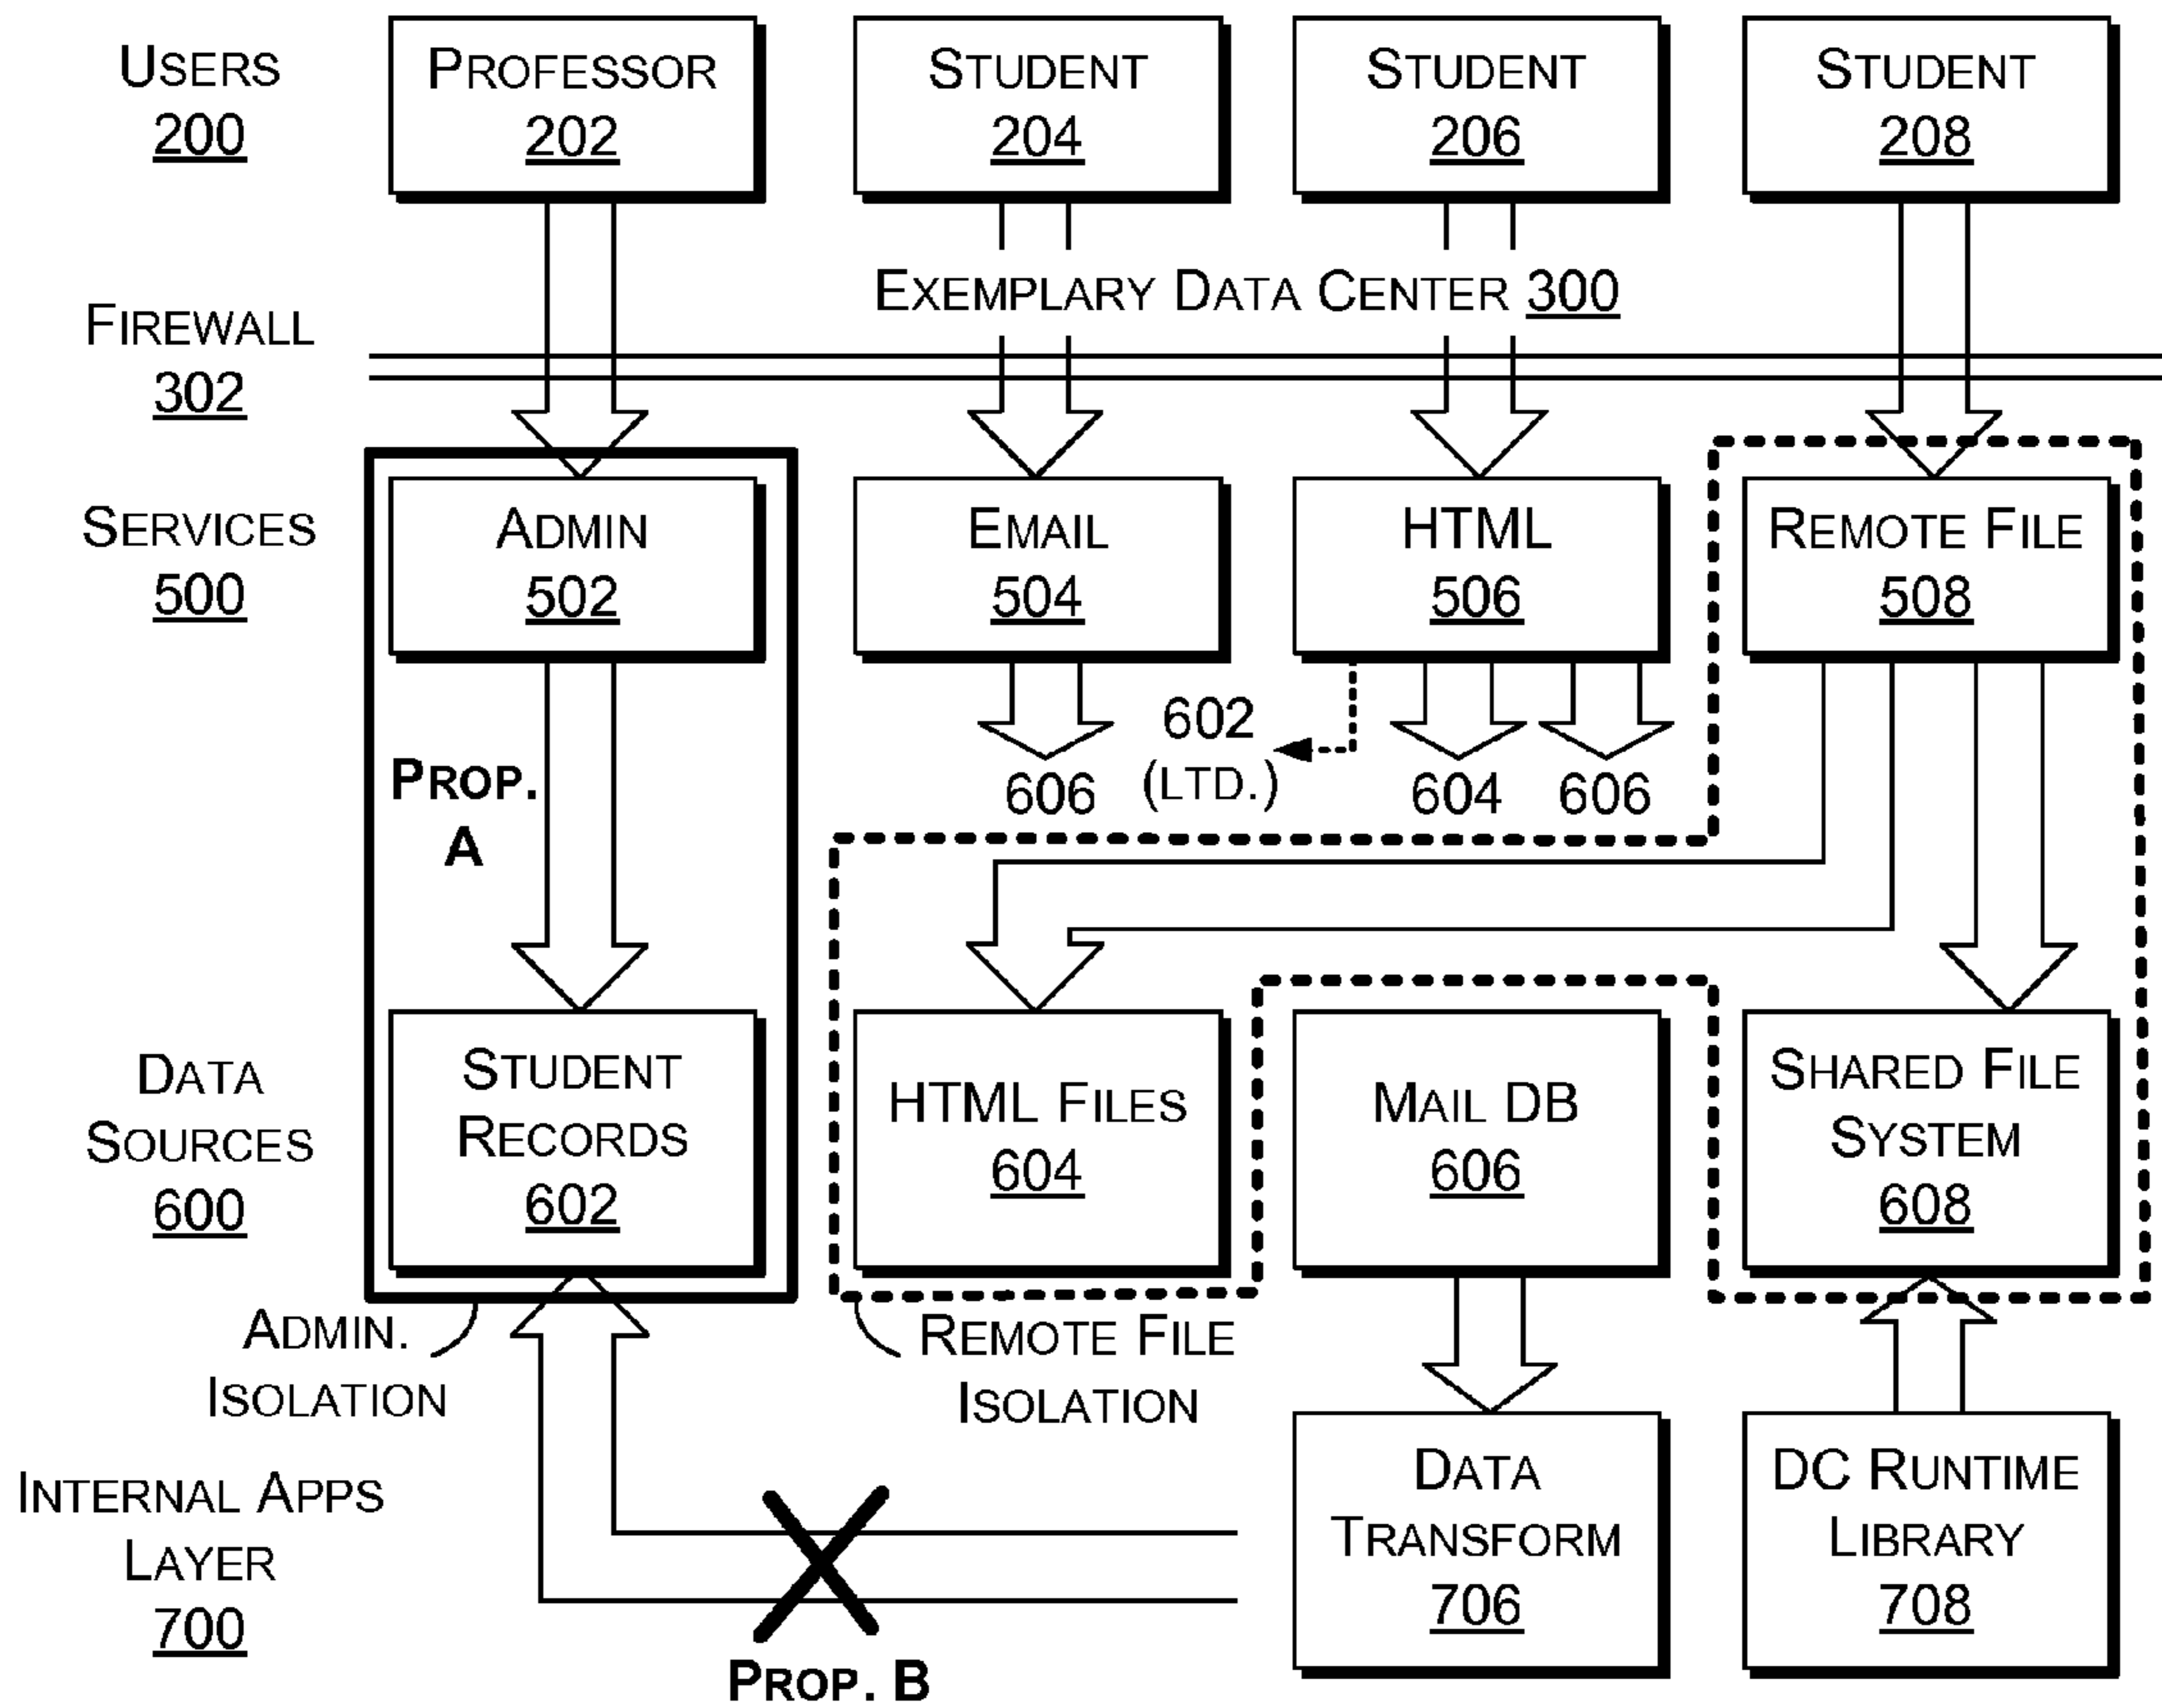 USERS
200
PROFESSOR
202
STUDENT
204
STUDENT
206
STUDENT
208
EXEMPLARY DATA CENTER 300
FIREWALL
302
SERVICES
500
ADMIN
502
EMAIL
504
HTML
506
REMOTE FILE
508
PROP.
A
606
602
(LTD.)
604
606
DATA
SOURCES
600
STUDENT
RECORDS
602
HTML FILES
604
MAIL DB
606
SHARED FILE
SYSTEM
608
ADMIN.
ISOLATION
REMOTE FILE
ISOLATION
INTERNAL APPS
LAYER
700
PROP. B
DATA
TRANSFORM
706
DC RUNTIME
LIBRARY
708